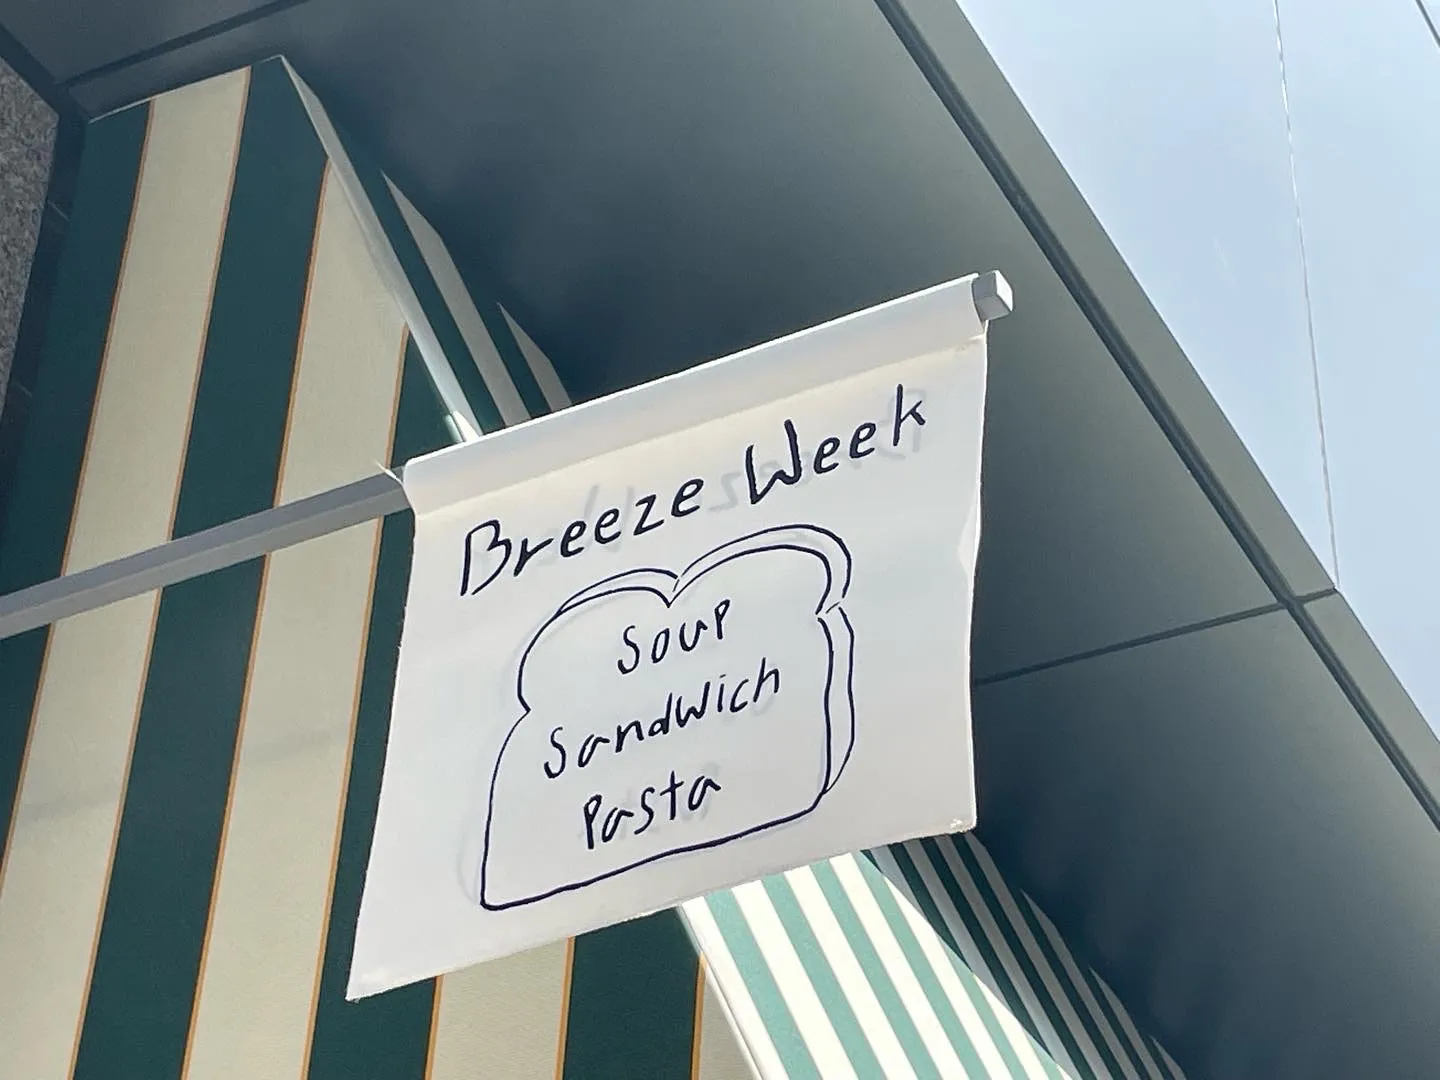 Breeze Week
Soup
Sandwich
Pasta